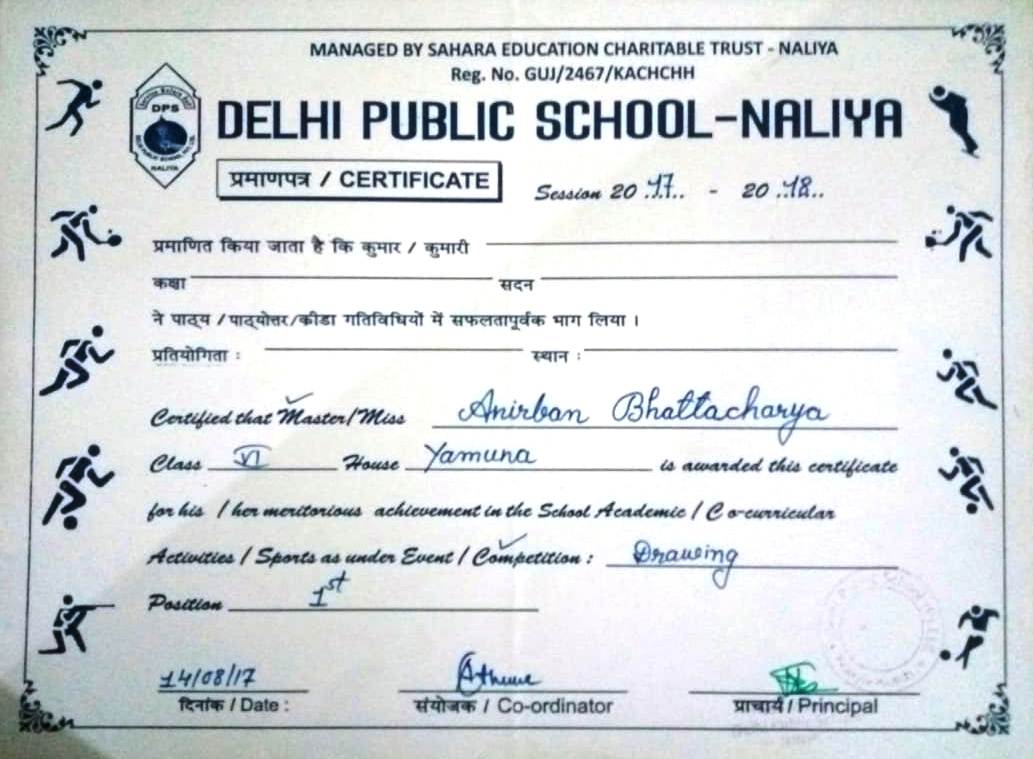 MANAGED BY SAHARA EDUCATION CHARITABLE TRUST - NALIYA
Reg. No. GUJ/2467/KACHCHH
DPS
NALIYA
DELHI PUBLIC SCHOOL-NALIYA
प्रमाणपत्र / CERTIFICATE
Session 20 17 - 20 18
प्रमाणित किया जाता है कि कुमार / कुमारी
कक्षा सदन
ने पाठ्य / पाठ्योत्तर/क्रीडा गतिविधियों में सफलतापूर्वक भाग लिया ।
प्रतियोगिता : स्थान :
Certified that Master/Miss Anirban Bhattacharya
Class VI House Yamuna is awarded this certificate
for his / her meritorious achievement in the School Academic / Co-curricular
Activities / Sports as under Event / Competition : Drawing
Position 1st
14/08/17
दिनांक / Date : संयोजक / Co-ordinator प्राचार्य / Principal